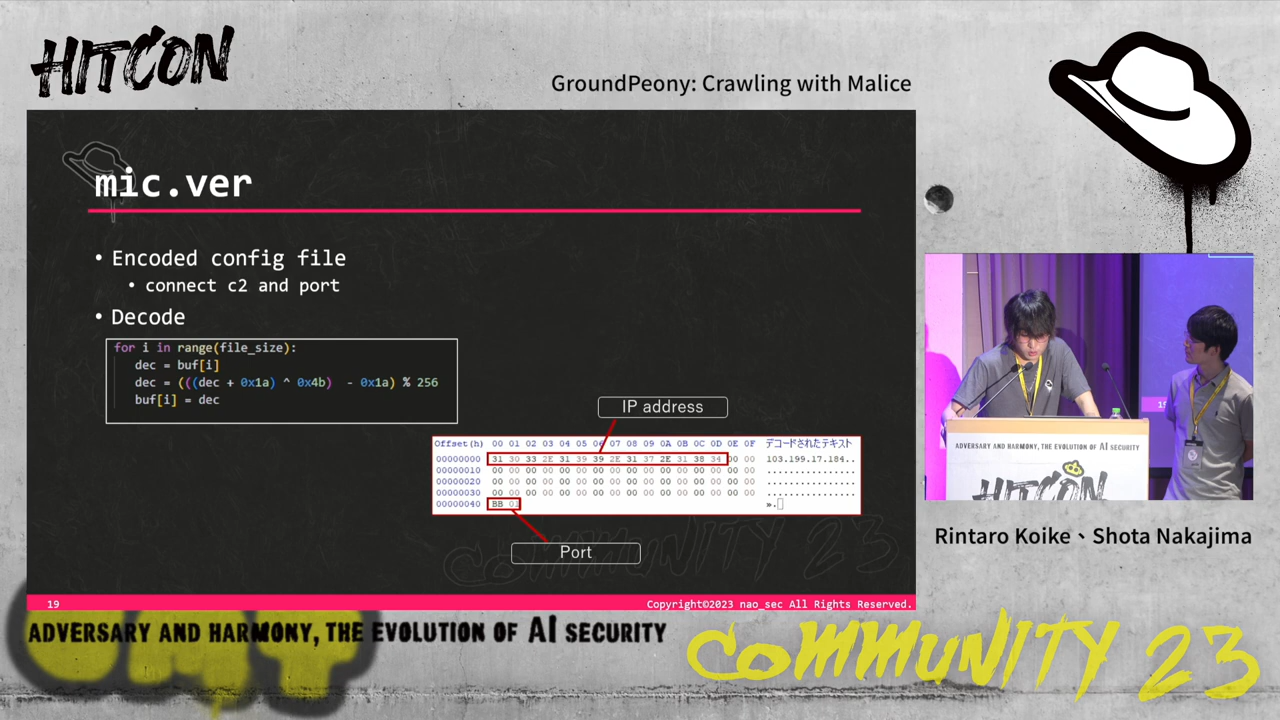 HITCON
GroundPeony: Crawling with Malice
mic.ver
• Encoded config file
• connect c2 and port
• Decode
for i in range(file_size):
dec = buf[i]
dec = (((dec + 0x1a) ^ 0x4b) - 0x1a) % 256
buf[i] = dec
IP address
Offset(h) 00 01 02 03 04 05 06 07 08 09 0A 0B 0C 0D 0E 0F デコードされたテキスト
00000000 31 30 33 2E 31 39 39 2E 31 37 2E 31 38 34 00 00 103.199.17.184..
00000010 00 00 00 00 00 00 00 00 00 00 00 00 00 00 00 00 ................
00000020 00 00 00 00 00 00 00 00 00 00 00 00 00 00 00 00 ................
00000030 00 00 00 00 00 00 00 00 00 00 00 00 00 00 00 00 ................
00000040 BB 01 ».
Port
COMMUNITY 23
19
Copyright©2023 nao_sec All Rights Reserved.
19
ADVERSARY AND HARMONY, THE EVOLUTION OF AI SECURITY
HITCON
Rintaro Koike、Shota Nakajima
CMT
ADVERSARY AND HARMONY, THE EVOLUTION OF AI SECURITY
COMMUNITY 23